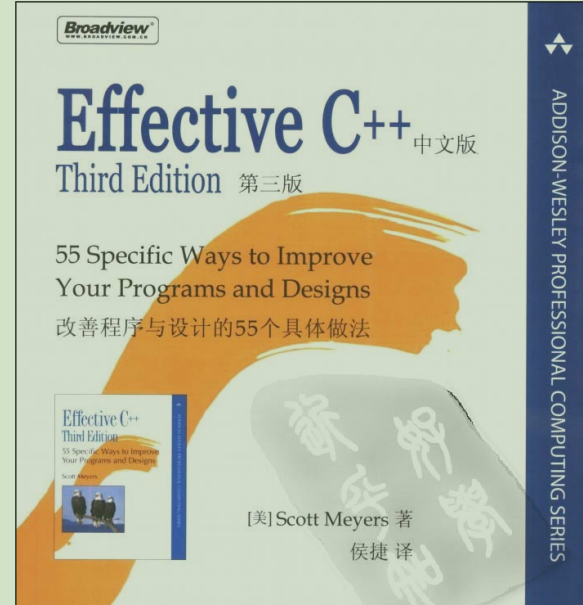 Broadview®
WWW.BROADVIEW.COM.CN
Effective C++ 中文版
Third Edition 第三版
55 Specific Ways to Improve
Your Programs and Designs
改善程序与设计的55个具体做法
Effective C++
Third Edition
55 Specific Ways to Improve
Your Programs and Designs
Scott Meyers
[美] Scott Meyers 著
侯捷 译
ADDISON-WESLEY PROFESSIONAL COMPUTING SERIES